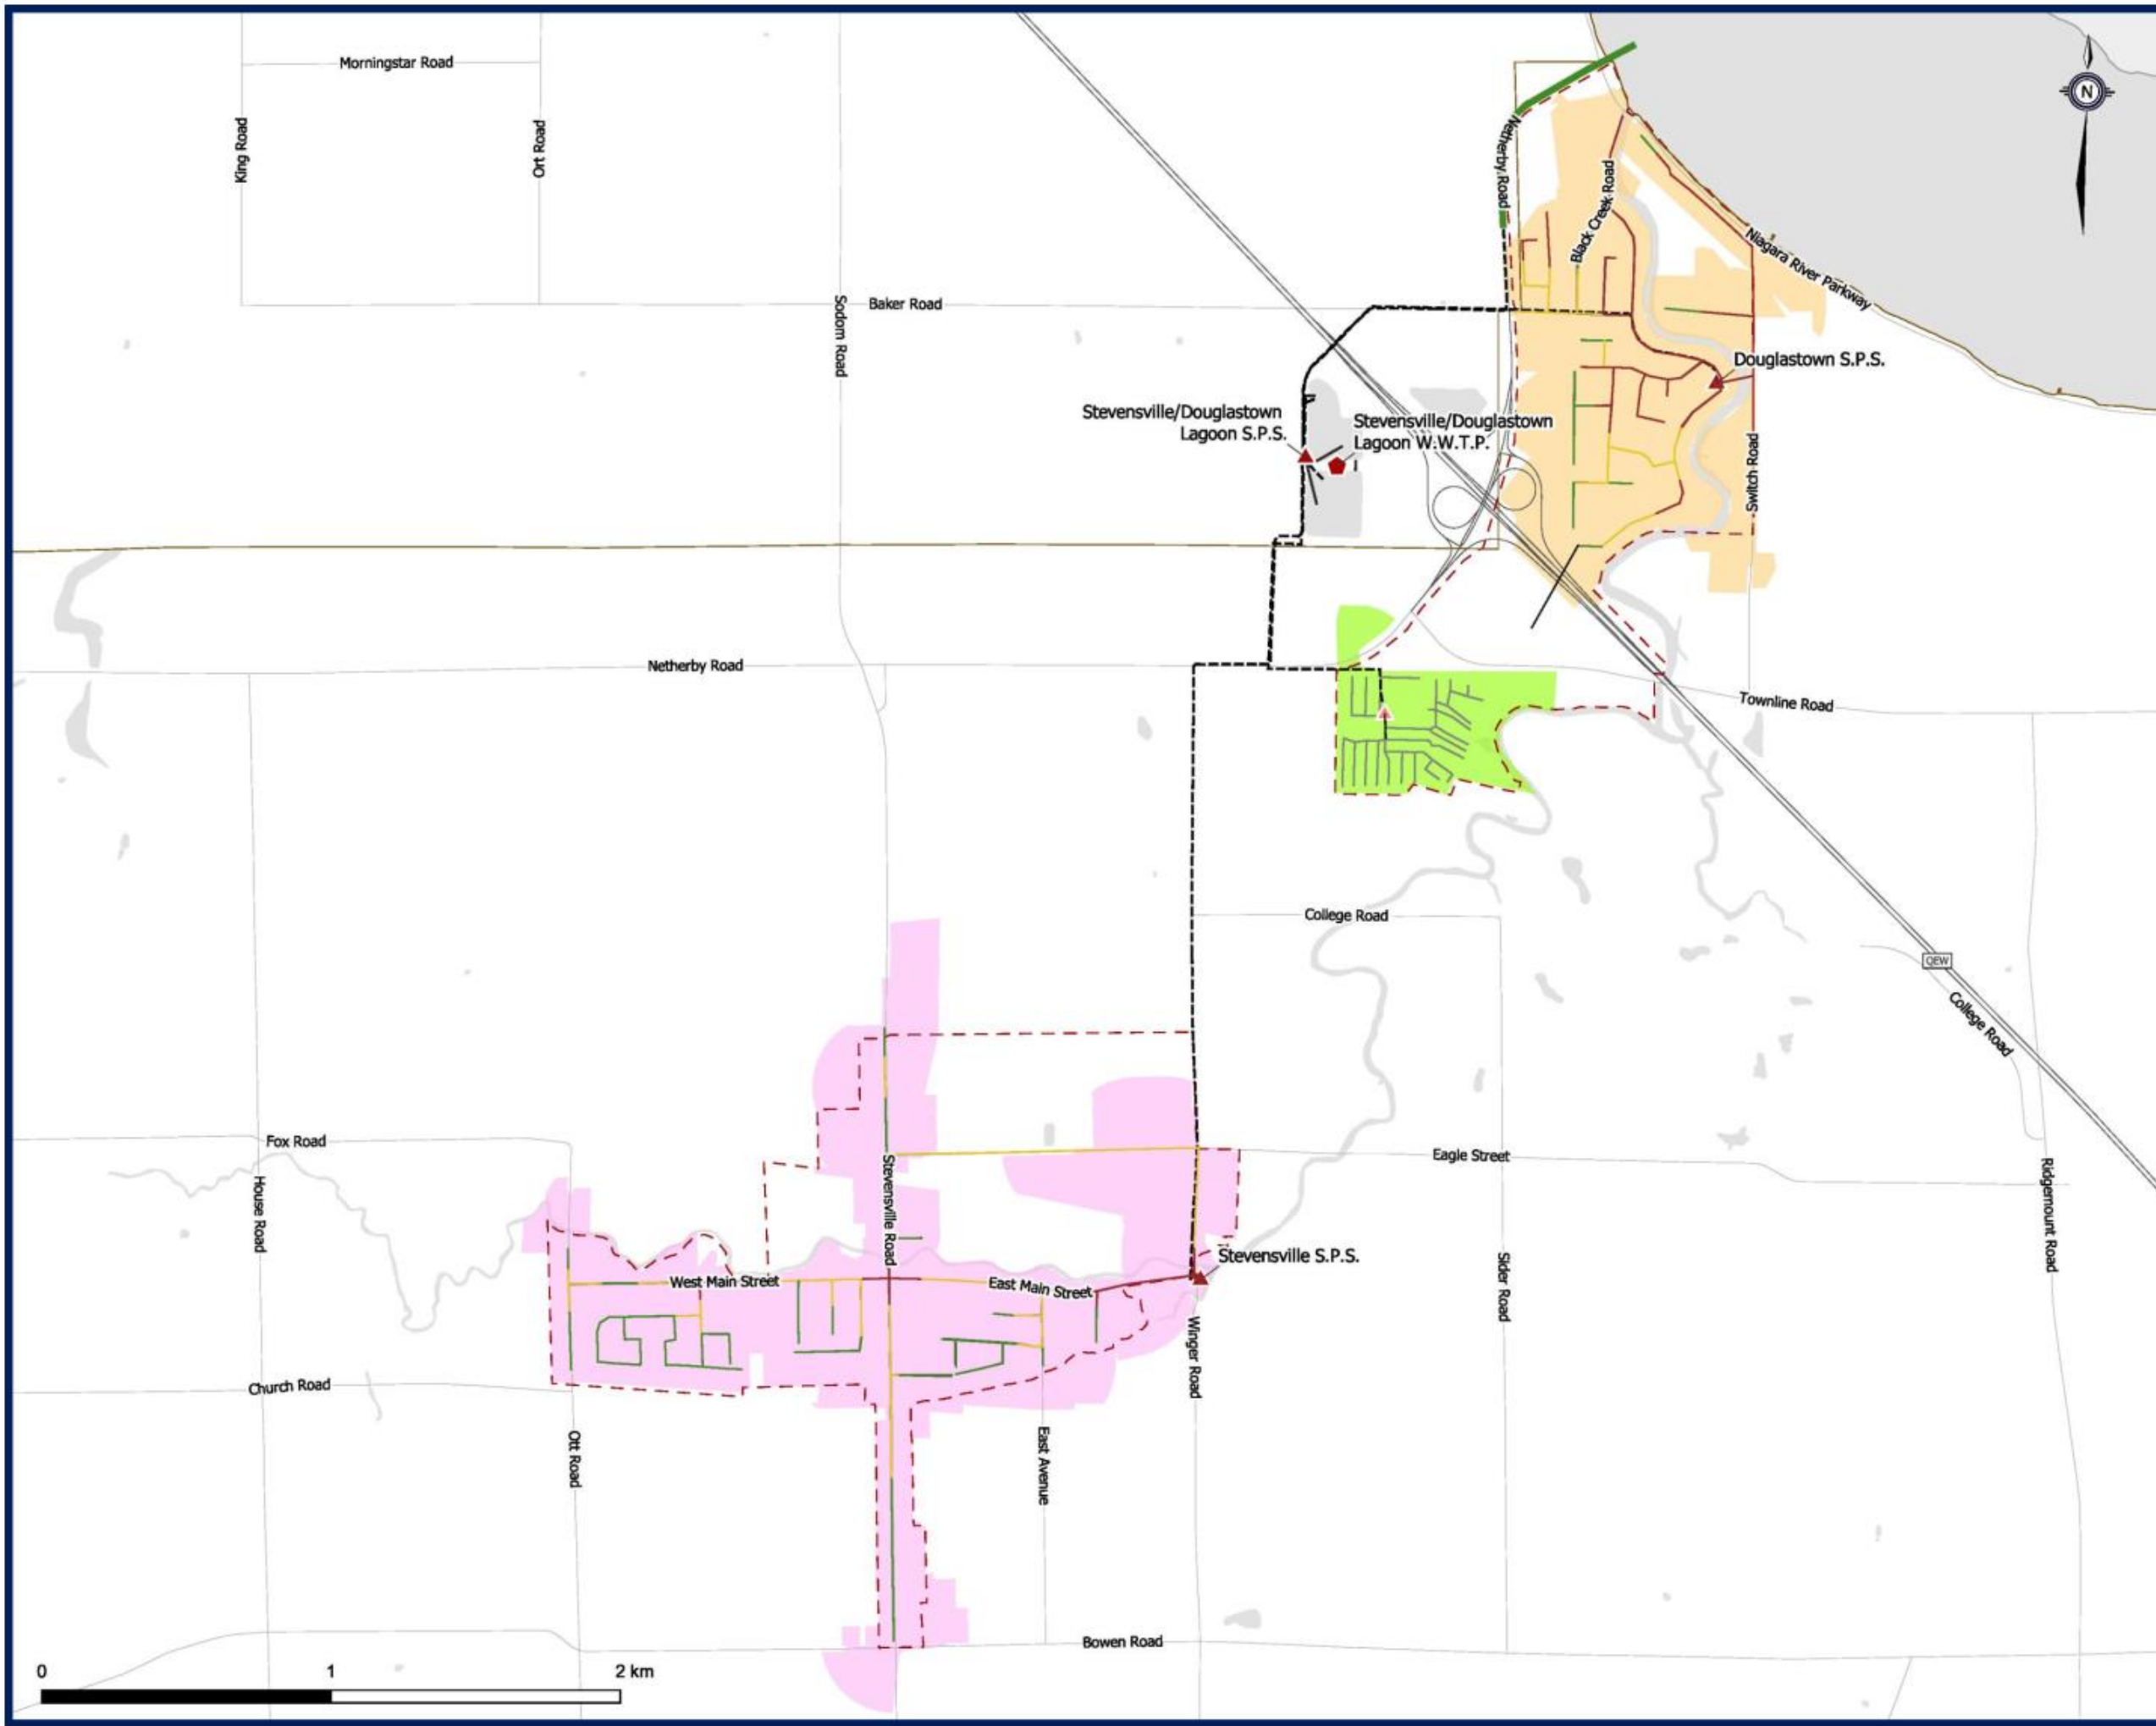 Morningstar Road
N
King Road
Ort Road
Netherby Road
Black Creek Road
Niagara River Parkway
Sodom Road
Baker Road
Douglastown S.P.S.
Stevensville/Douglastown
Lagoon S.P.S.
Stevensville/Douglastown
Lagoon W.W.T.P.
Switch Road
Netherby Road
Townline Road
College Road
QEW
College Road
Fox Road
House Road
Stevensville Road
Eagle Street
Ridgemount Road
Stevensville S.P.S.
West Main Street
East Main Street
Sider Road
Winger Road
Church Road
Ott Road
East Avenue
Bowen Road
0 1 2 km